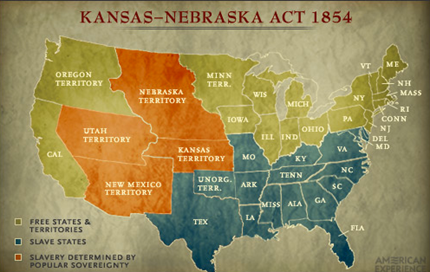 KANSAS–NEBRASKA ACT 1854
OREGON
TERRITORY
NEBRASKA
TERRITORY
MINN
TERR.
WIS
MICH
VT
ME
NH
MASS
NY
RI
CONN
NJ
PA
DEL
MD
IOWA
ILL
IND
OHIO
UTAH
TERRITORY
CAL
KANSAS
TERRITORY
MO
KY
VA
NEW MEXICO
TERRITORY
UNORG.
TERR.
ARK
TENN
NC
SC
TEX
LA
MISS
ALA
GA
FLA
FREE STATES &
TERRITORIES
SLAVE STATES
SLAVERY DETERMINED BY
POPULAR SOVEREIGNTY
AMERICAN
EXPERIENCE